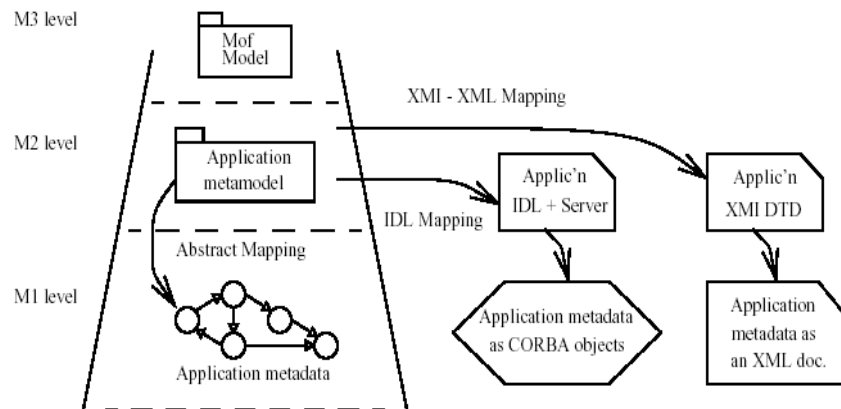 M3 level
Mof
Model
XMI - XML Mapping
M2 level
Application
metamodel
Applic'n
IDL + Server
Applic'n
XMI DTD
IDL Mapping
Abstract Mapping
M1 level
Application metadata
Application metadata
as CORBA objects
Application
metadata as
an XML doc.